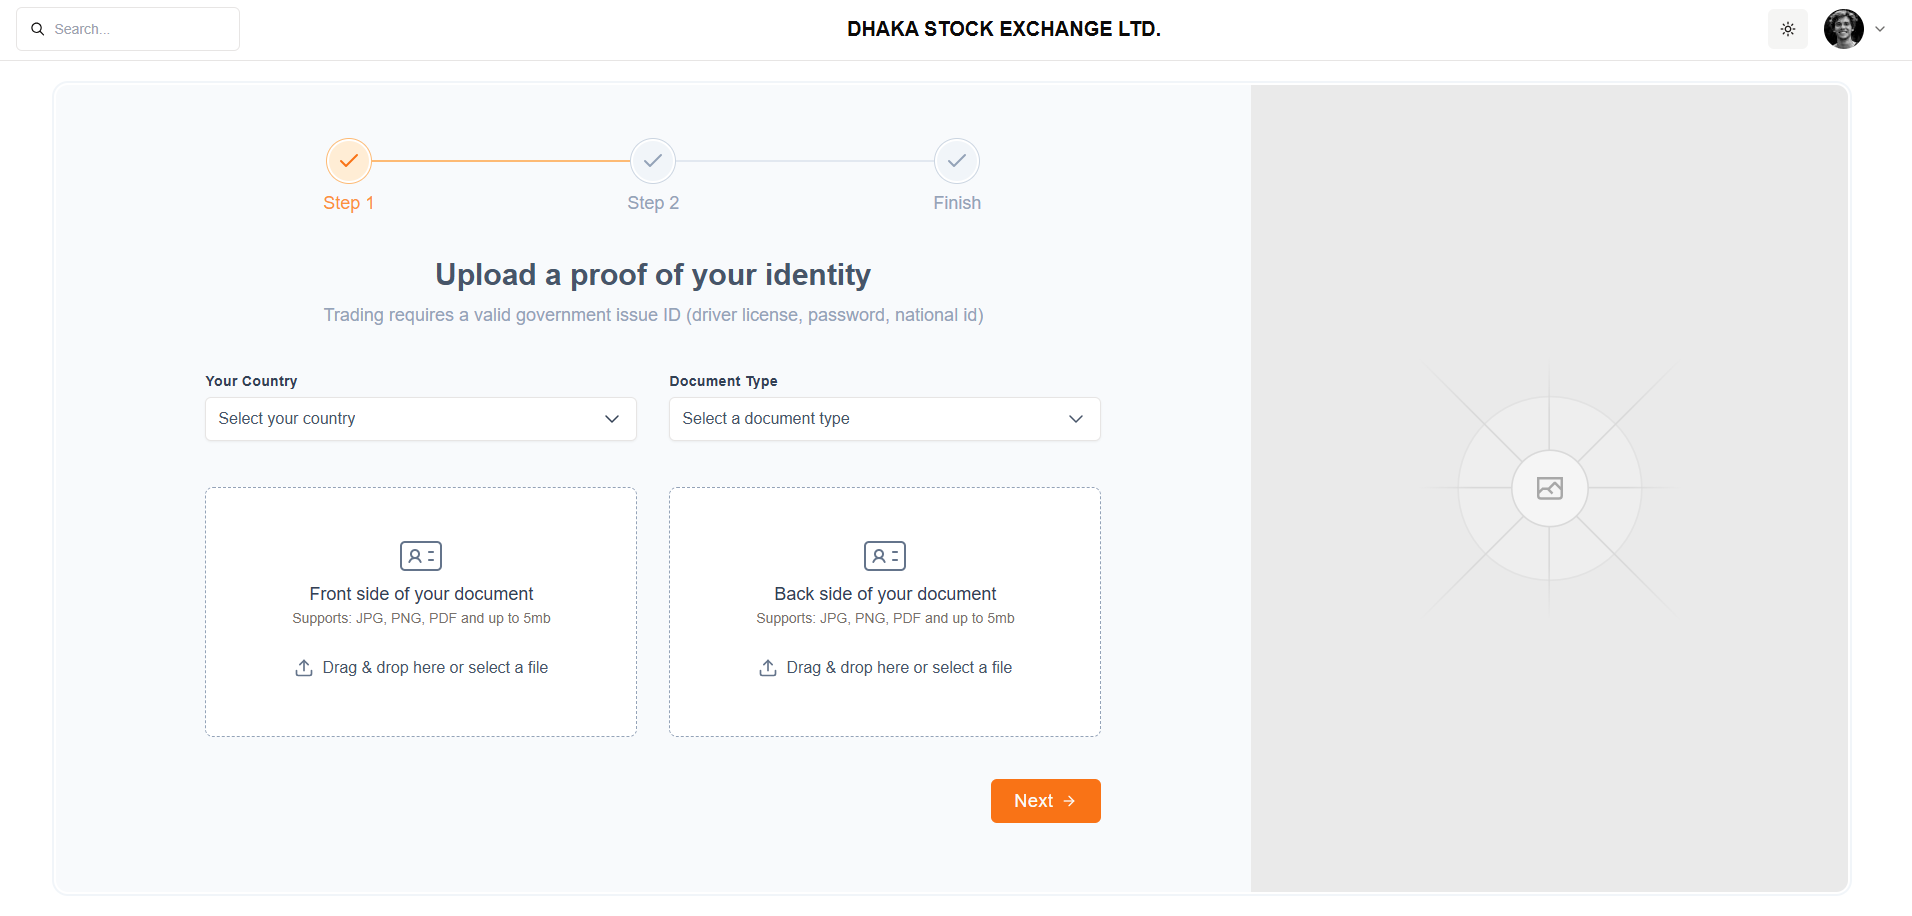 Search...
DHAKA STOCK EXCHANGE LTD.
Step 1
Step 2
Finish
Upload a proof of your identity
Trading requires a valid government issue ID (driver license, password, national id)
Your Country
Document Type
Select your country
Select a document type
Front side of your document
Supports: JPG, PNG, PDF and up to 5mb
Drag & drop here or select a file
Back side of your document
Supports: JPG, PNG, PDF and up to 5mb
Drag & drop here or select a file
Next